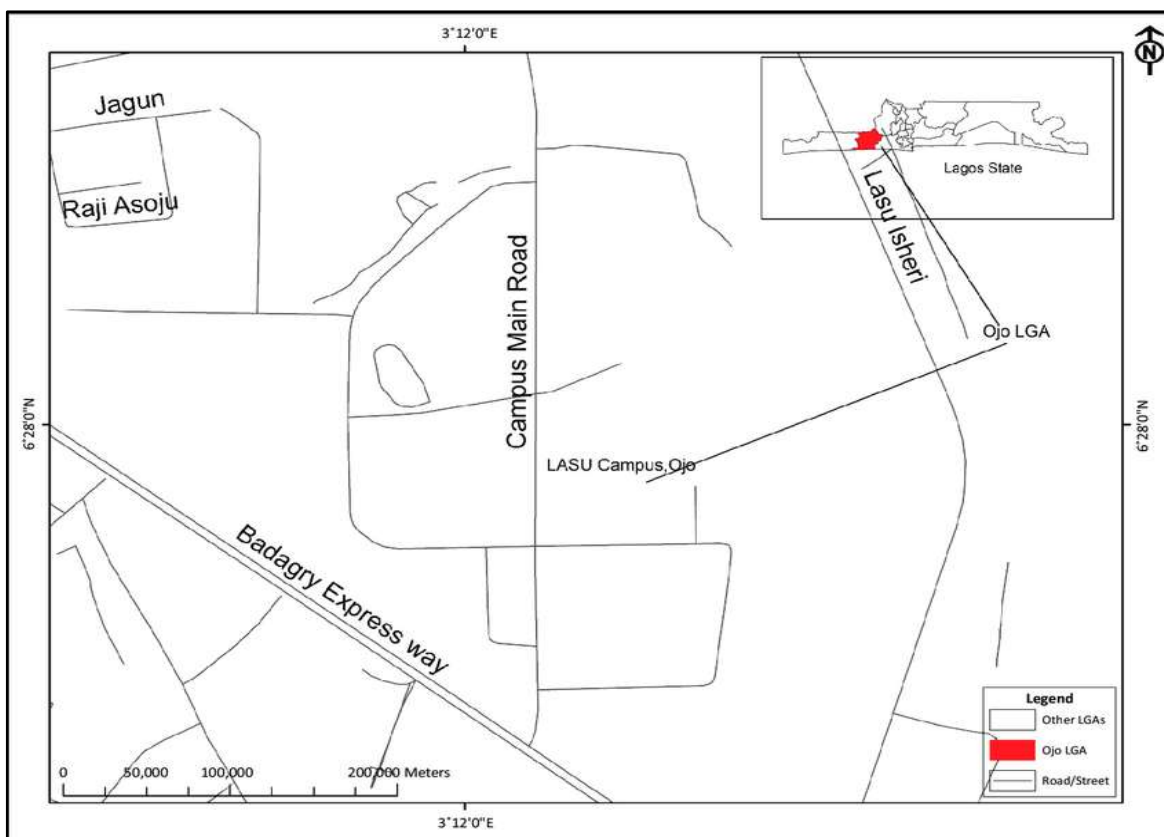 3°12'0"E
N
Jagun
Raji Asoju
Campus Main Road
Lasu Isheri
Lagos State
Ojo LGA
6°28'0"N
6°28'0"N
LASU Campus,Ojo
Badagry Express way
Legend
Other LGAs
Ojo LGA
Road/Street
0 50,000 100,000 200,000 Meters
3°12'0"E